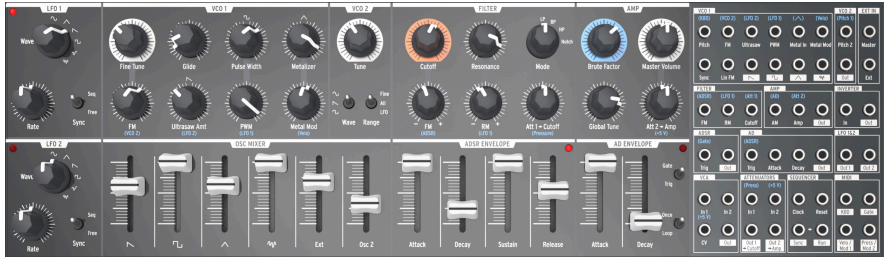 LFO 1
VCO 1
VCO 2
FILTER
AMP
Wave
Fine Tune
Glide
Pulse Width
Metalizer
Tune
Cutoff
Resonance
LP
BP
HP
Notch
Mode
Brute Factor
Master Volume
Rate
Seq
Free
Sync
FM
(VCO 2)
Ultrasaw Amt
(LFO 2)
PWM
(LFO 1)
Metal Mod
(Velo)
Wave
Fine
All
LFO
Range
FM
(ADSR)
RM
(LFO 1)
Att 1 → Cutoff
(Pressure)
Global Tune
Att 2 → Amp
(+5 V)
LFO 2
OSC MIXER
ADSR ENVELOPE
AD ENVELOPE
Wave
Rate
Seq
Free
Sync
Ext
Osc 2
Attack
Decay
Sustain
Release
Attack
Decay
Gate
Trig
Once
Loop
VCO 1
VCO 2
EXT IN
(KBD)
(VCO 2)
(LFO 2)
(LFO 1)
(Velo)
(Pitch 1)
Pitch
FM
Ultrasaw
PWM
Metal In
Metal Mod
Pitch 2
Master
Sync
Lin FM
Out
Ext
FILTER
AMP
INVERTER
(ADSR)
(LFO 1)
(Att 1)
(AD)
(Att 2)
FM
RM
Cutoff
AM
Amp
Out
In
Out
ADSR
AD
LFO 1&2
(Gate)
(ADSR)
Trig
Out
Trig
Attack
Decay
Out
Out 1
Out 2
VCA
ATTENUATORS
SEQUENCER
MIDI
(Press)
(+5 V)
In 1
(+5 V)
In 2
In 1
In 2
Clock
Reset
KBD
Gate
CV
Out
Out 1
→ Cutoff
Out 2
→ Amp
Sync
Run
Velo /
Mod 1
Press /
Mod 2